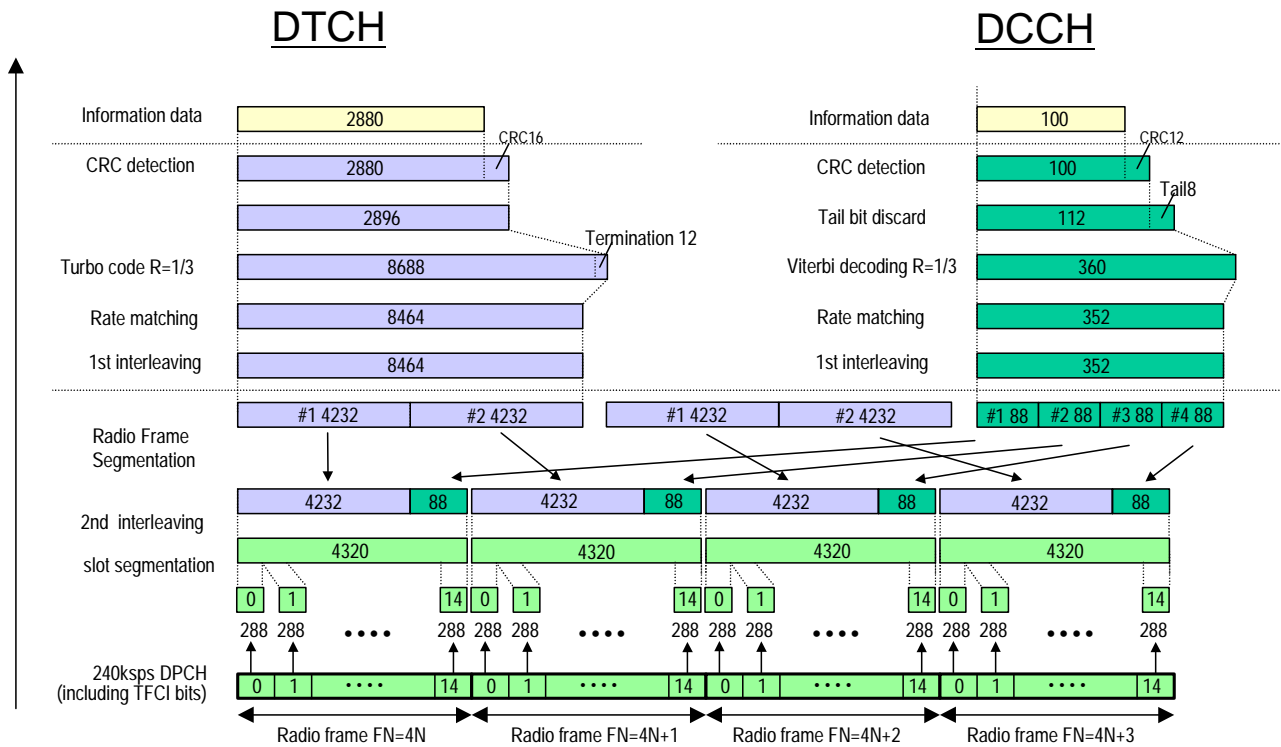 DTCH DCCH
Information data 2880 Information data 100
CRC16 CRC12
CRC detection 2880 CRC detection 100
Tail8
2896 Tail bit discard 112
Termination 12
Turbo code R=1/3 8688 Viterbi decoding R=1/3 360
Rate matching 8464 Rate matching 352
1st interleaving 8464 1st interleaving 352
#1 4232 #2 4232 #1 4232 #2 4232 #1 88 #2 88 #3 88 #4 88
Radio Frame
Segmentation
4232 88 4232 88 4232 88 4232 88
2nd interleaving
4320 4320 4320 4320
slot segmentation
0 1 14 0 1 14 0 1 14 0 1 14
288 288 •••• 288 288 288 •••• 288 288 288 •••• 288 288 288 •••• 288
240ksps DPCH
(including TFCI bits)
0 1 •••• 14 0 1 •••• 14 0 1 •••• 14 0 1 •••• 14
Radio frame FN=4N Radio frame FN=4N+1 Radio frame FN=4N+2 Radio frame FN=4N+3